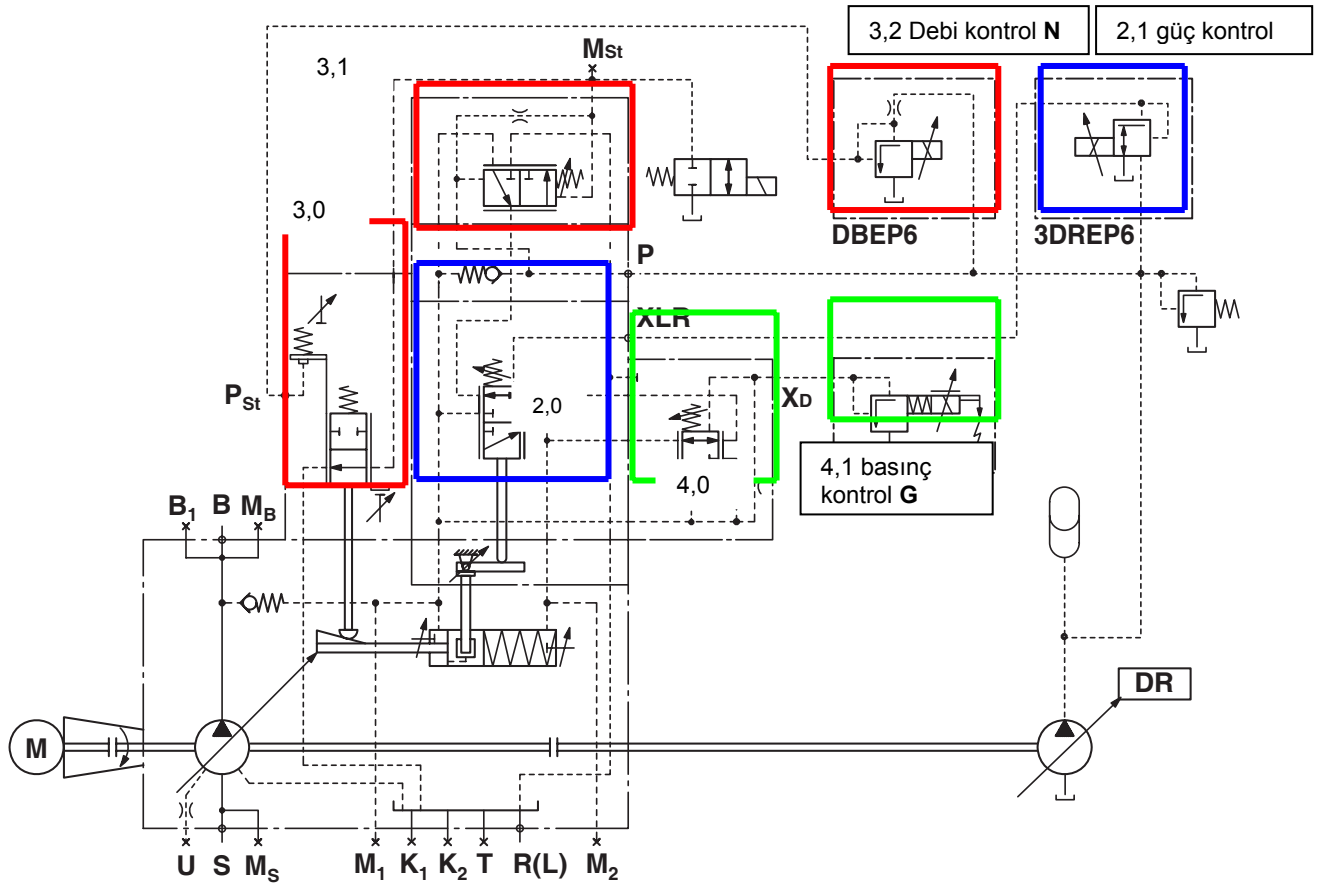 3,2 Debi kontrol N
2,1 güç kontrol
MSt
3,1
3,0
DBEP6
3DREP6
P
XLR
PSt
2,0
XD
4,0
4,1 basınç
kontrol G
B1 B MB
DR
M
U S MS M1 K1 K2 T R(L) M2